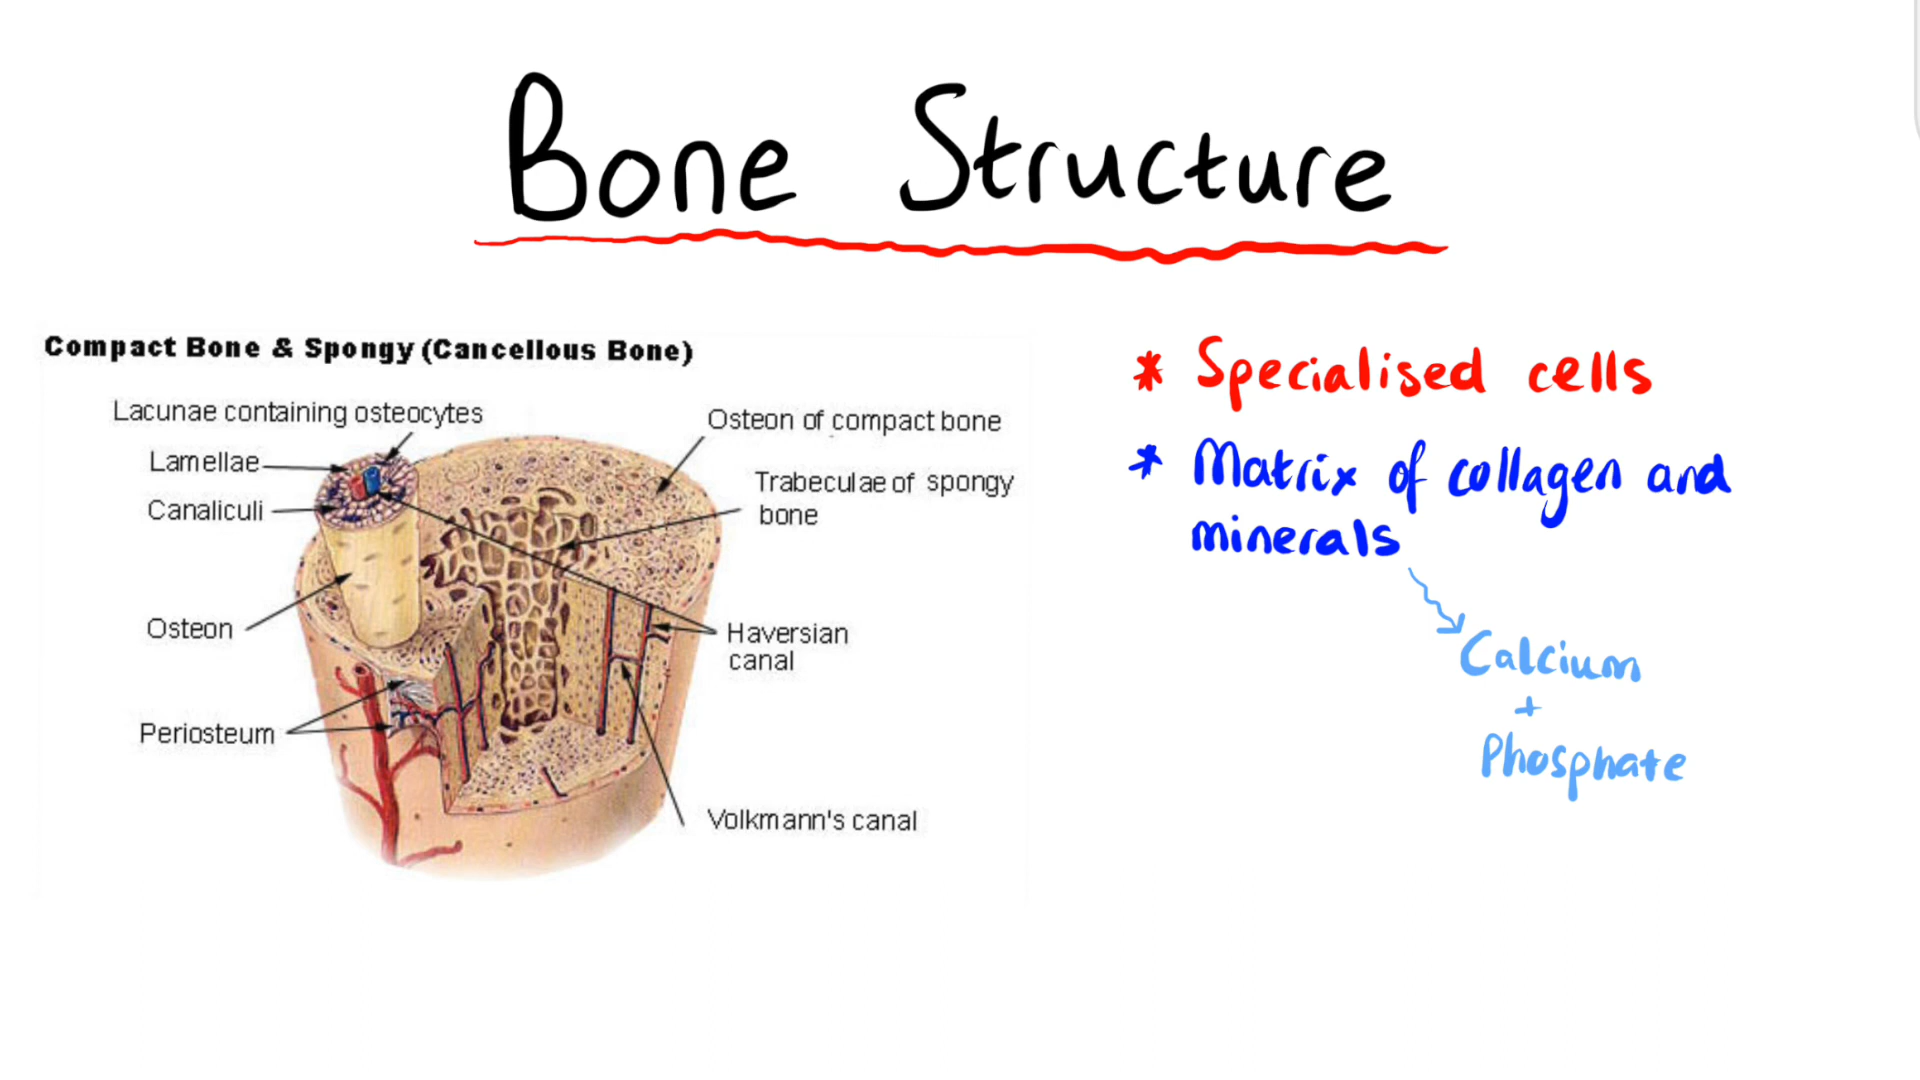 Bone Structure
Compact Bone & Spongy (Cancellous Bone)
Lacunae containing osteocytes
Lamellae
Canaliculi
Osteon
Periosteum
Osteon of compact bone
Trabeculae of spongy
bone
Haversian
canal
Volkmann's canal
* Specialised cells
* Matrix of collagen and
minerals
Calcium
+
Phosphate